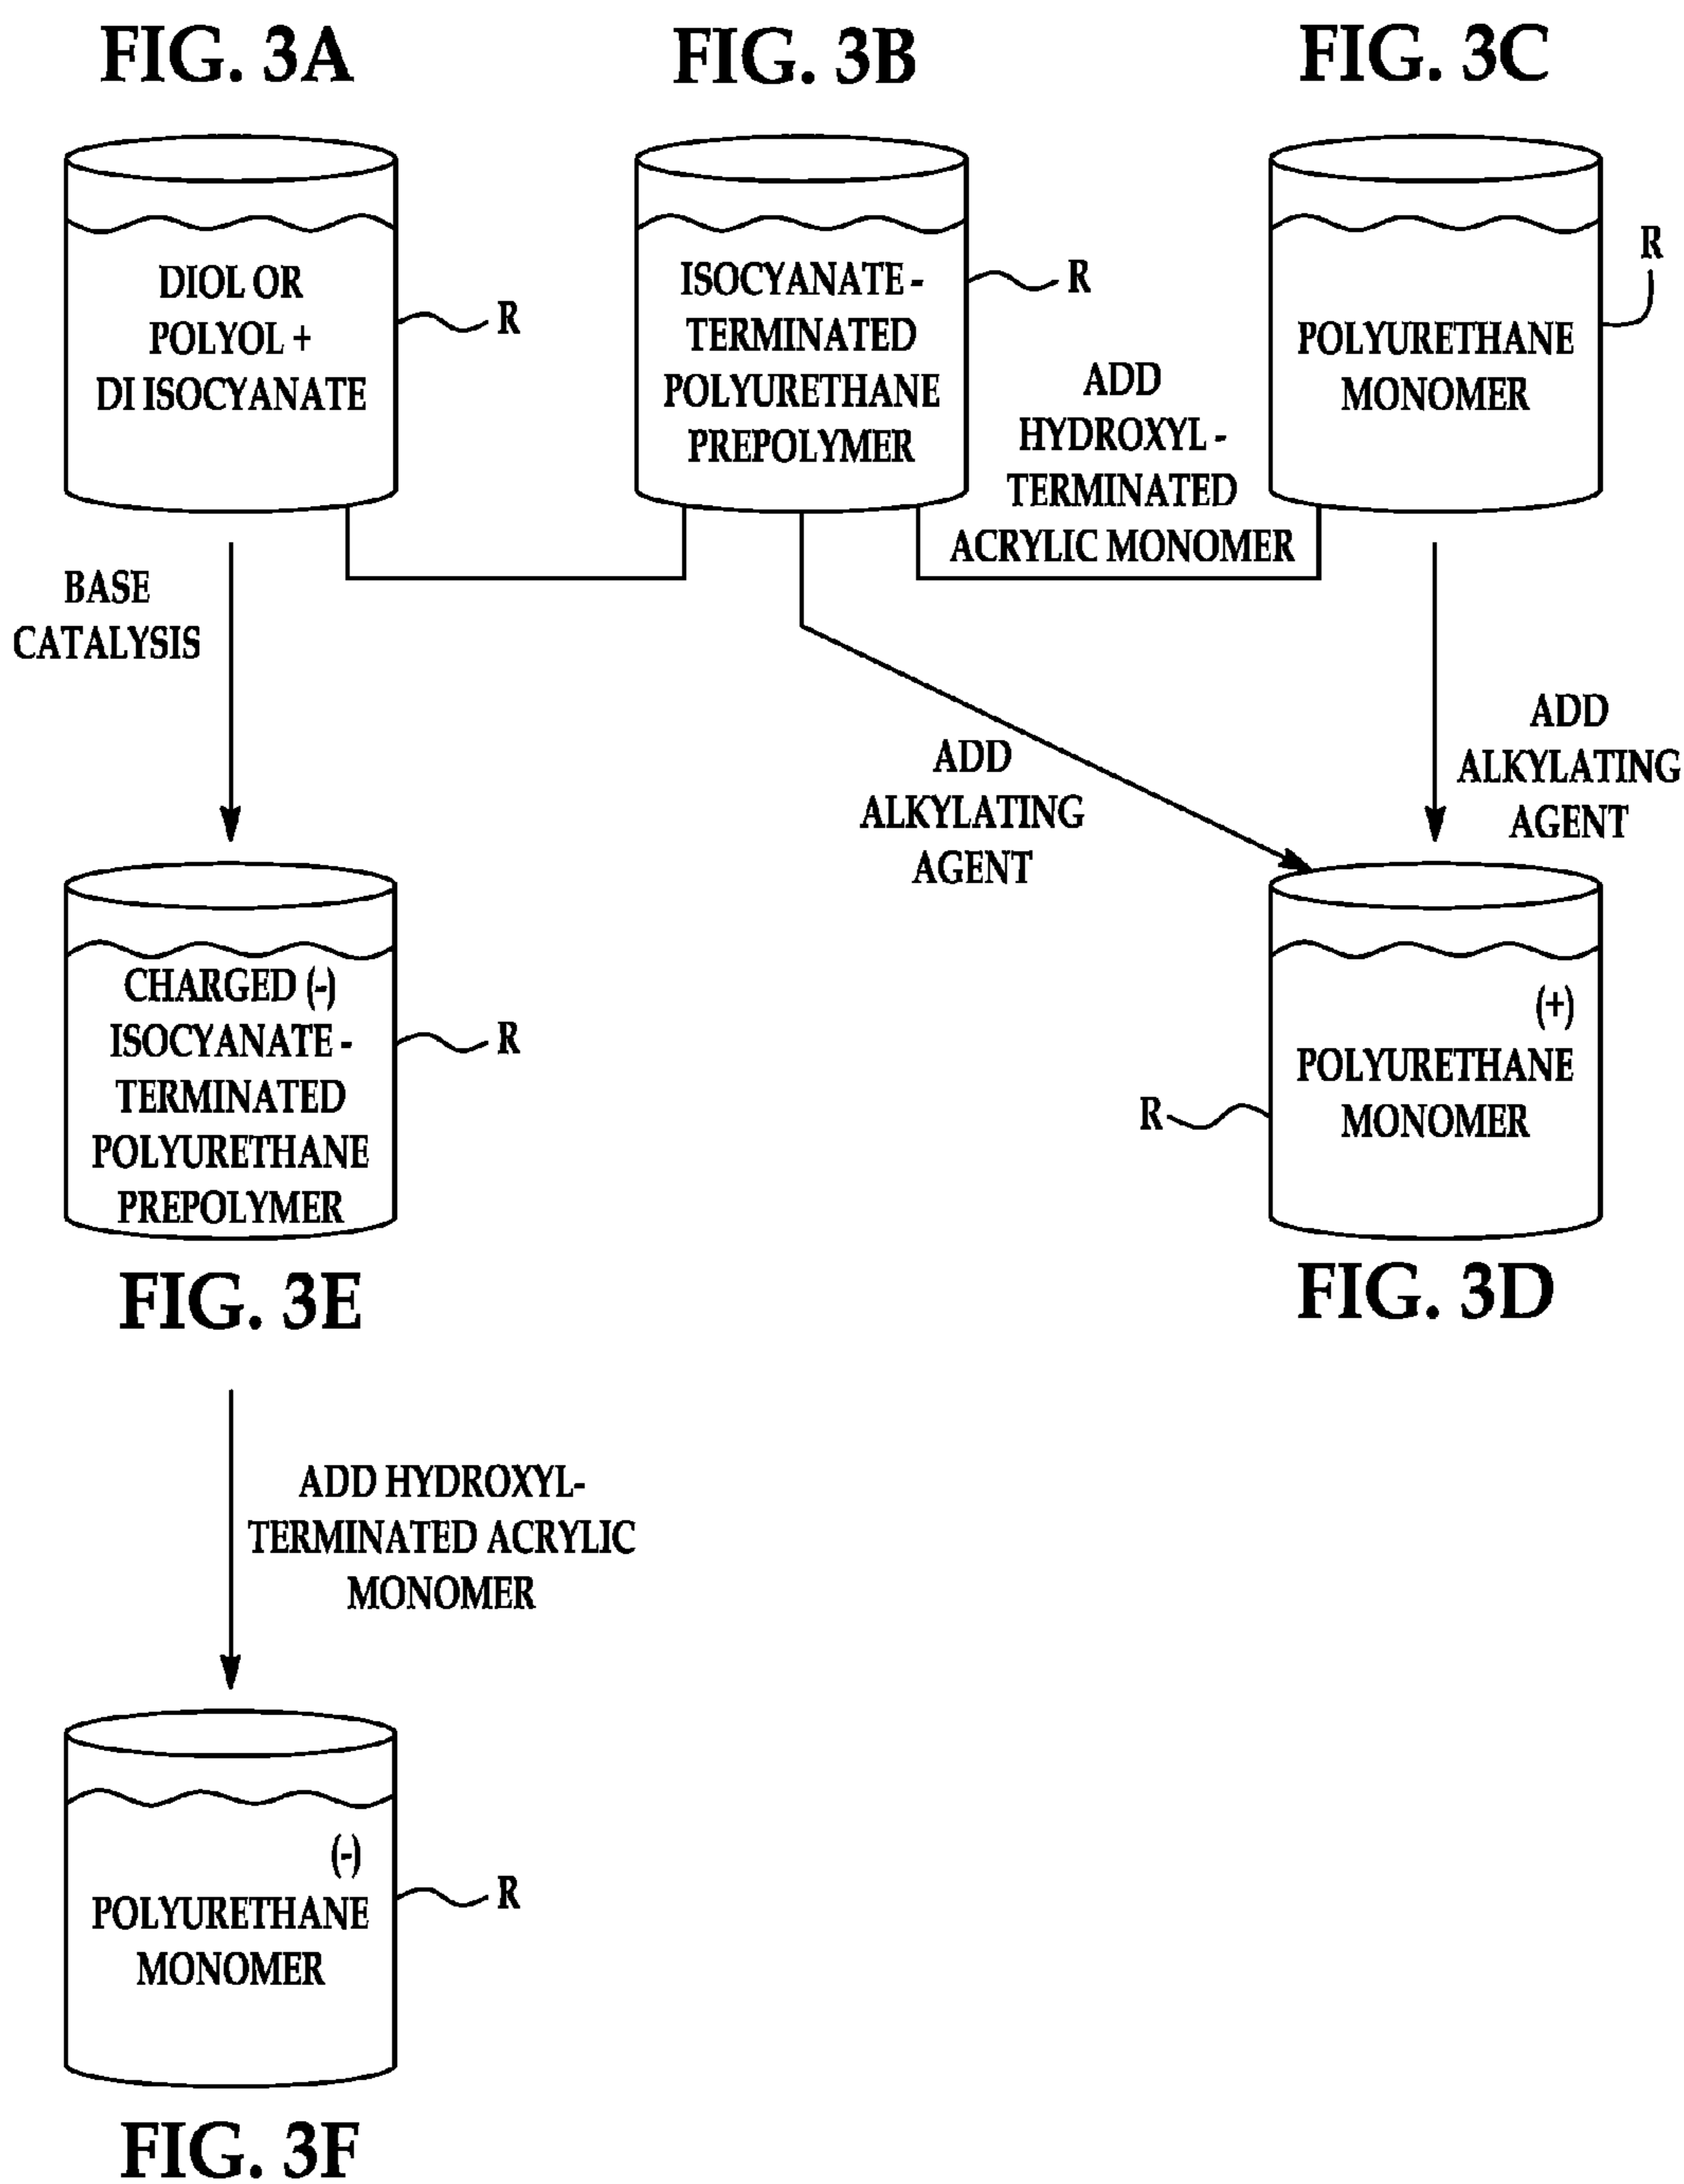 FIG. 3A
FIG. 3B
FIG. 3C
DIOL OR
POLYOL +
DI ISOCYANATE
R
ISOCYANATE -
TERMINATED
POLYURETHANE
PREPOLYMER
R
ADD
HYDROXYL -
TERMINATED
ACRYLIC MONOMER
POLYURETHANE
MONOMER
R
BASE
CATALYSIS
ADD
ALKYLATING
AGENT
ADD
ALKYLATING
AGENT
CHARGED (-)
ISOCYANATE -
TERMINATED
POLYURETHANE
PREPOLYMER
R
FIG. 3E
(+)
POLYURETHANE
MONOMER
R
FIG. 3D
ADD HYDROXYL-
TERMINATED ACRYLIC
MONOMER
(-)
POLYURETHANE
MONOMER
R
FIG. 3F